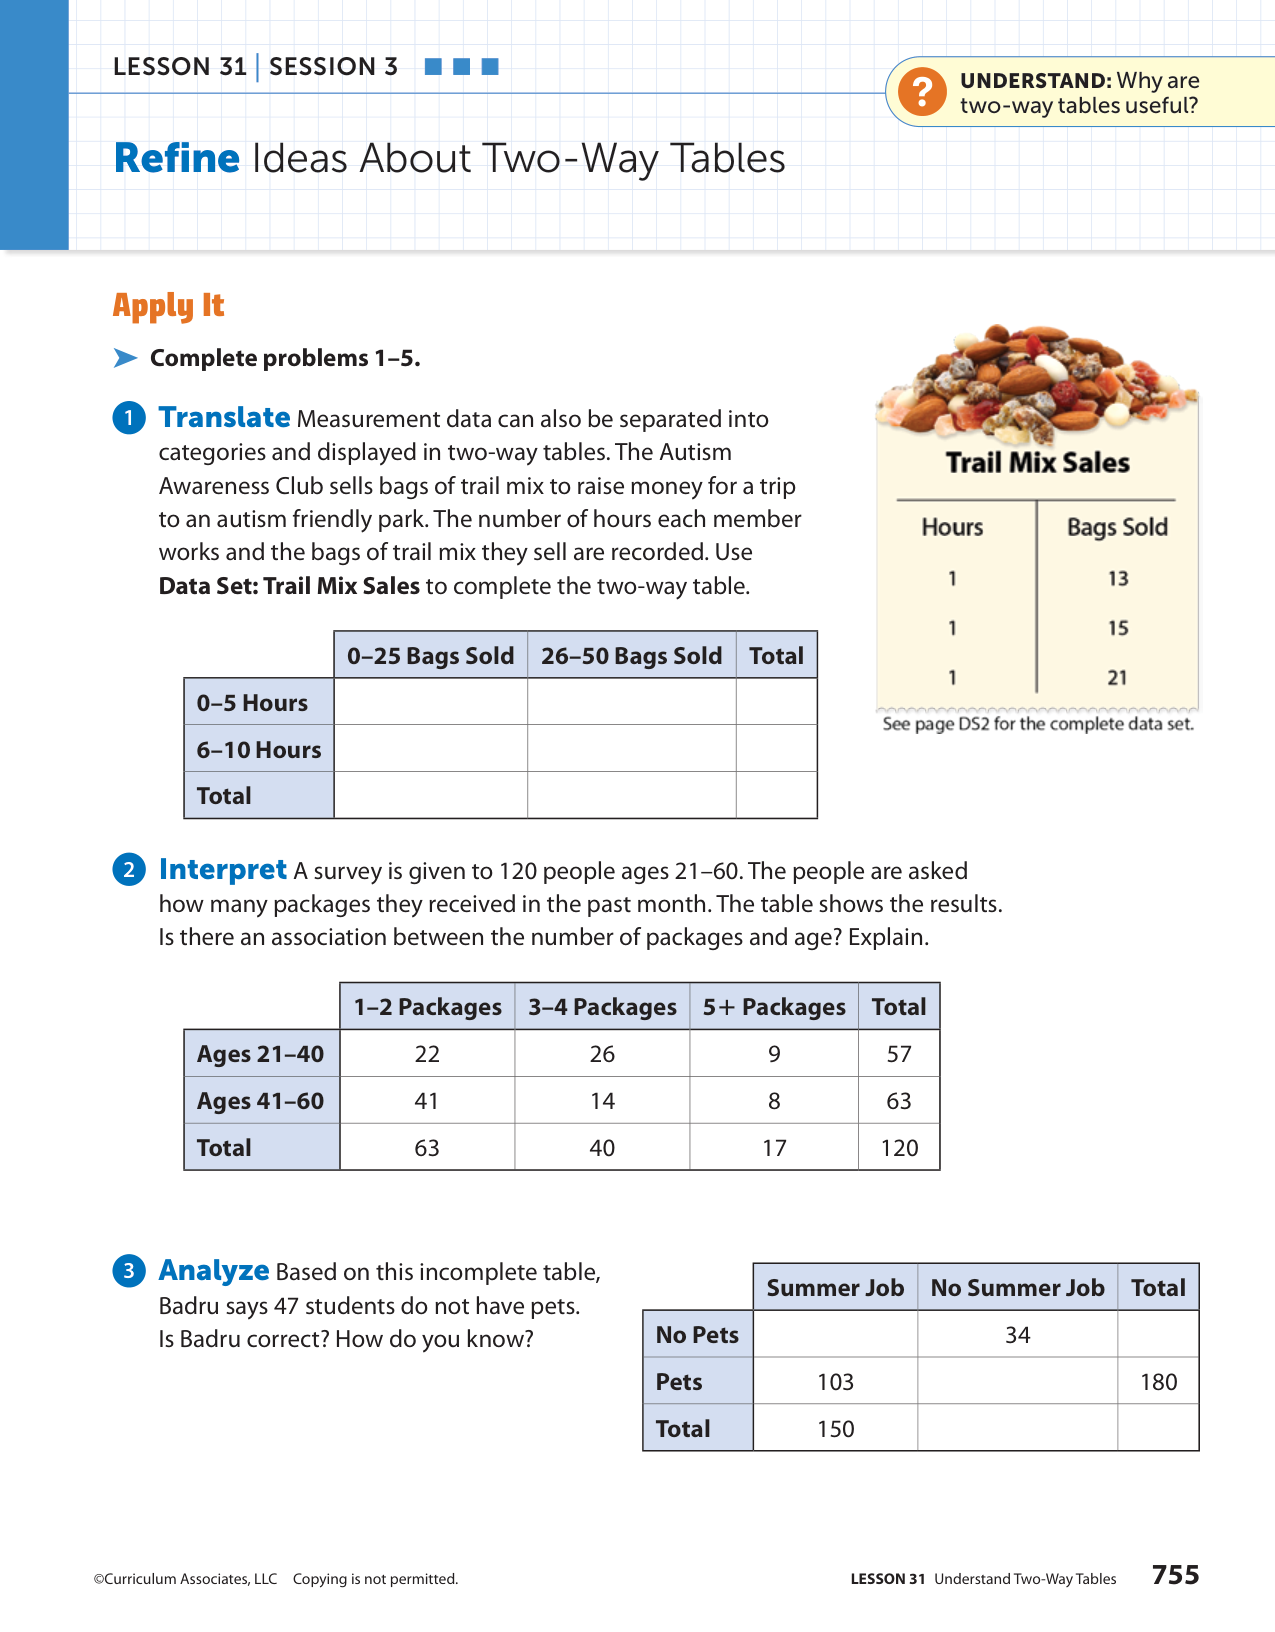 LESSON 31 | SESSION 3
? UNDERSTAND: Why are
two-way tables useful?
Refine Ideas About Two-Way Tables
Apply It
Complete problems 1–5.
1 Translate Measurement data can also be separated into
categories and displayed in two-way tables. The Autism
Awareness Club sells bags of trail mix to raise money for a trip
to an autism friendly park. The number of hours each member
works and the bags of trail mix they sell are recorded. Use
Data Set: Trail Mix Sales to complete the two-way table.
Trail Mix Sales
Hours Bags Sold
1 13
1 15
1 21
See page DS2 for the complete data set.
0–25 Bags Sold 26–50 Bags Sold Total
0–5 Hours
6–10 Hours
Total
2 Interpret A survey is given to 120 people ages 21–60. The people are asked
how many packages they received in the past month. The table shows the results.
Is there an association between the number of packages and age? Explain.
1–2 Packages 3–4 Packages 5+ Packages Total
Ages 21–40 22 26 9 57
Ages 41–60 41 14 8 63
Total 63 40 17 120
3 Analyze Based on this incomplete table,
Badru says 47 students do not have pets.
Is Badru correct? How do you know?
Summer Job No Summer Job Total
No Pets 34
Pets 103 180
Total 150
©Curriculum Associates, LLC Copying is not permitted.
LESSON 31 Understand Two-Way Tables 755